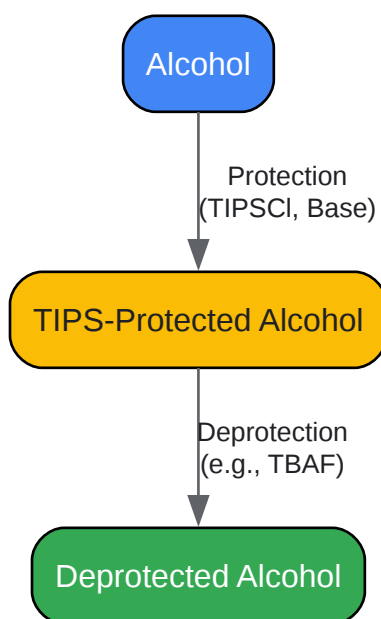 Alcohol
Protection
(TIPSCl, Base)
TIPS-Protected Alcohol
Deprotection
(e.g., TBAF)
Deprotected Alcohol